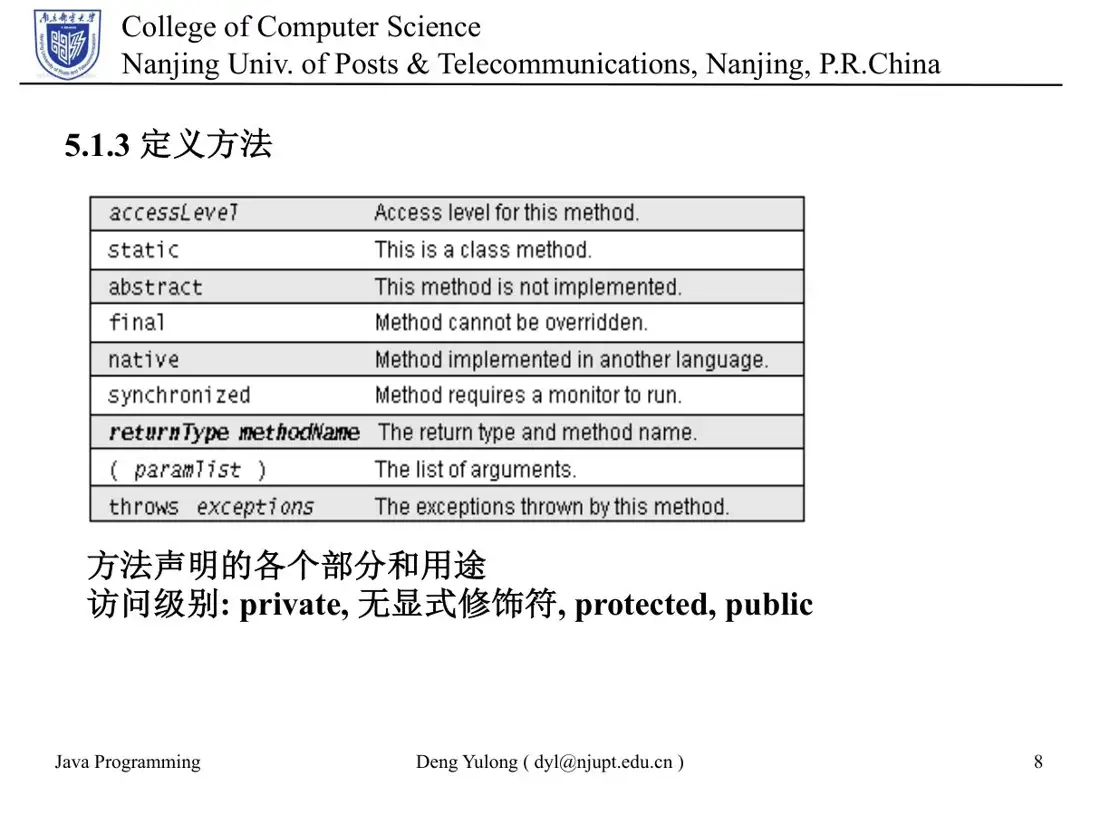 College of Computer Science
Nanjing Univ. of Posts & Telecommunications, Nanjing, P.R.China
5.1.3 定义方法
accessLevel Access level for this method.
static This is a class method.
abstract This method is not implemented.
final Method cannot be overridden.
native Method implemented in another language.
synchronized Method requires a monitor to run.
returnType methodName The return type and method name.
( paramlist ) The list of arguments.
throws exceptions The exceptions thrown by this method.
方法声明的各个部分和用途
访问级别: private, 无显式修饰符, protected, public
Java Programming Deng Yulong ( dyl@njupt.edu.cn ) 8